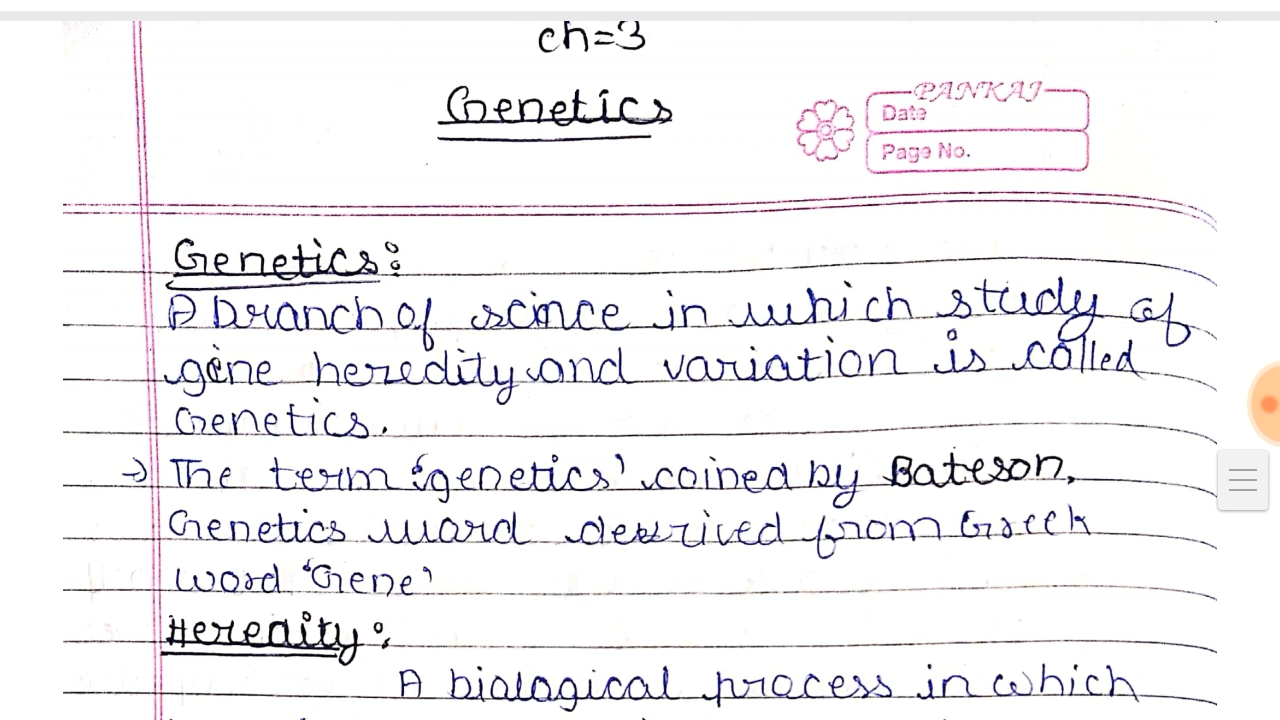 ch=3
Genetics
PANKAJ
Date
Page No.
Genetics:
A branch of scince in which study of
gene heredity and variation is called
Genetics.
→ The term 'genetics' coined by Bateson.
Genetics word derived from Greek
word 'Gene'
Heredity:
A biological process in which